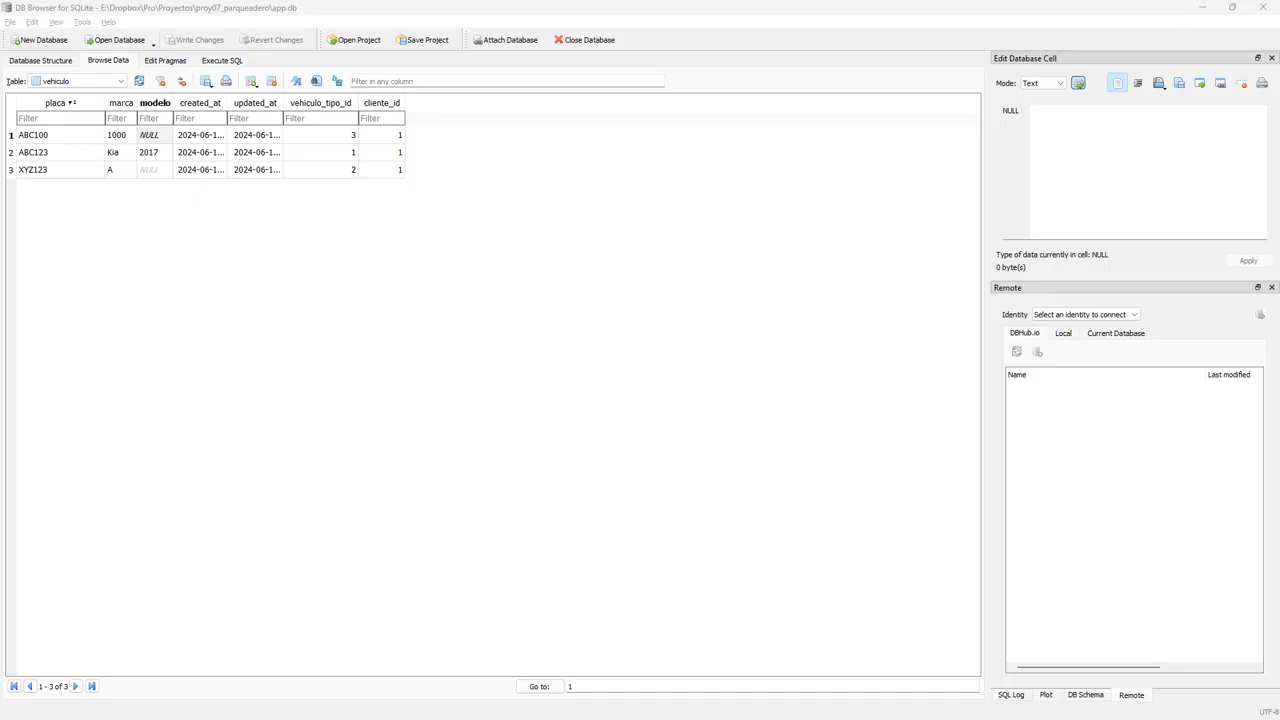 DB Browser for SQLite - E:\Dropbox\Pro\Proyectos\proy07_parqueadero\app.db
File Edit View Tools Help
New Database Open Database Write Changes Revert Changes Open Project Save Project Attach Database Close Database
Database Structure Browse Data Edit Pragmas Execute SQL
Table: vehiculo Filter in any column
placa 1 marca modelo created_at updated_at vehiculo_tipo_id cliente_id
Filter Filter Filter Filter Filter Filter Filter
1 ABC100 1000 NULL 2024-06-1... 2024-06-1... 3 1
2 ABC123 Kia 2017 2024-06-1... 2024-06-1... 1 1
3 XYZ123 A NULL 2024-06-1... 2024-06-1... 2 1
1 - 3 of 3 Go to: 1
Edit Database Cell
Mode: Text
NULL
Type of data currently in cell: NULL
0 byte(s)
Apply
Remote
Identity Select an identity to connect
DBHub.io Local Current Database
Name Last modified
SQL Log Plot DB Schema Remote
UTF-8